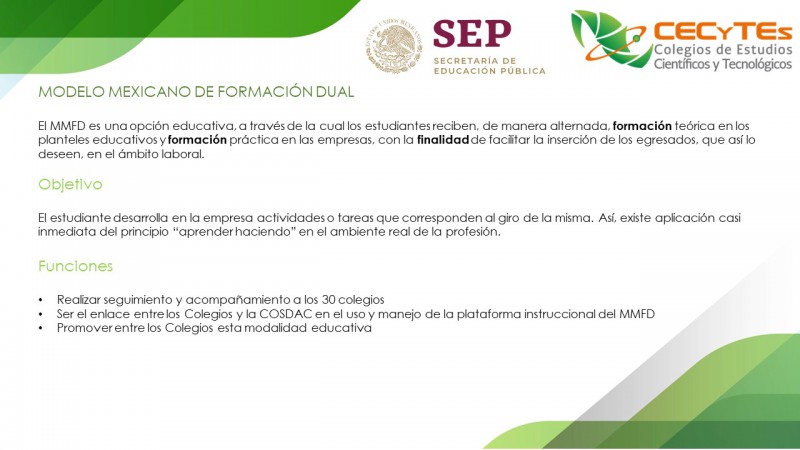 SEP
SECRETARÍA DE
EDUCACIÓN PÚBLICA
CECyTEs
Colegios de Estudios
Científicos y Tecnológicos
MODELO MEXICANO DE FORMACIÓN DUAL
El MMFD es una opción educativa, a través de la cual los estudiantes reciben, de manera alternada, formación teórica en los
planteles educativos y formación práctica en las empresas, con la finalidad de facilitar la inserción de los egresados, que así lo
deseen, en el ámbito laboral.
Objetivo
El estudiante desarrolla en la empresa actividades o tareas que corresponden al giro de la misma. Así, existe aplicación casi
inmediata del principio “aprender haciendo” en el ambiente real de la profesión.
Funciones
• Realizar seguimiento y acompañamiento a los 30 colegios
• Ser el enlace entre los Colegios y la COSDAC en el uso y manejo de la plataforma instruccional del MMFD
• Promover entre los Colegios esta modalidad educativa